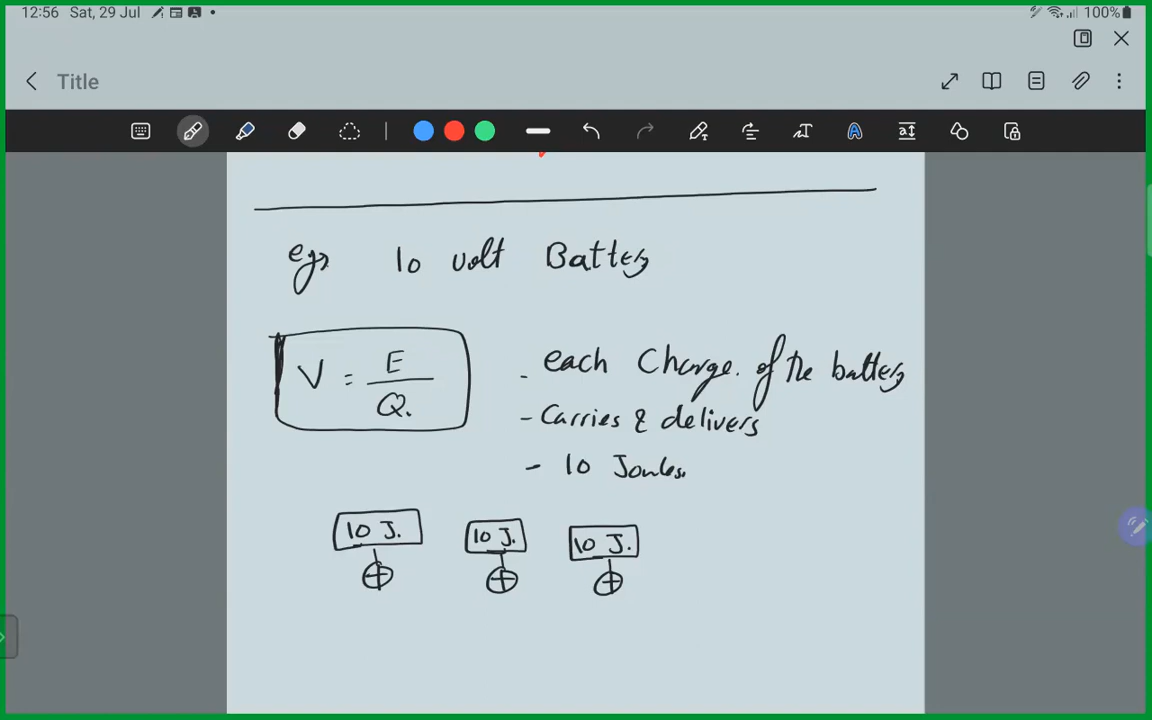 12:56 Sat, 29 Jul
100%
Title
eg:
10 volt Battery
V = E / Q.
- each Charge. of the battery
- Carries & delivers
- 10 Joules.
10 J. 10 J. 10 J.
+ + +